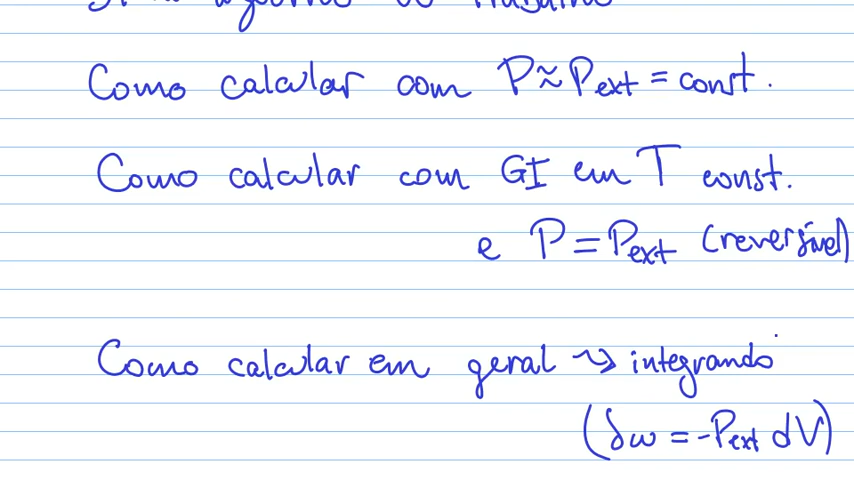 Trabalho
Como calcular com P≈Pext = const.
Como calcular com GI em T const.
e P = Pext (reversível)
Como calcular em geral ⇝ integrando
(δw = -Pext dV)